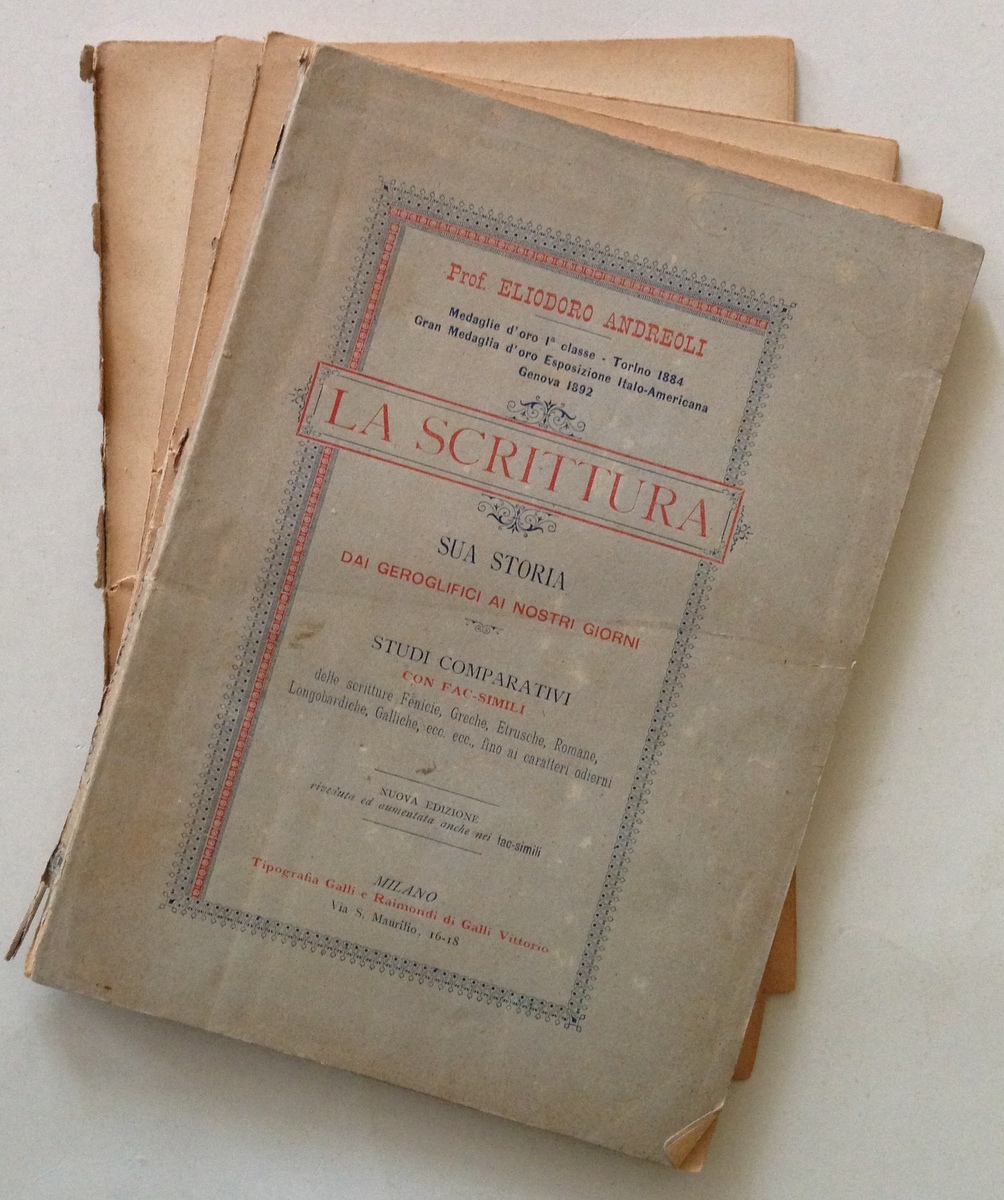 Prof. ELIODORO ANDREOLI
Medaglie d'oro 1ª classe - Torino 1884
Gran Medaglia d'oro Esposizione Italo-Americana
Genova 1892
LA SCRITTURA
SUA STORIA
DAI GEROGLIFICI AI NOSTRI GIORNI
STUDI COMPARATIVI
CON FAC-SIMILI
delle scritture Fenicie, Greche, Etrusche, Romane,
Longobardiche, Galliche, ecc. ecc., fino ai caratteri odierni
NUOVA EDIZIONE
riveduta ed aumentata anche nei fac-simili
MILANO
Tipografia Galli e Raimondi di Galli Vittorio
Via S. Maurilio, 16-18